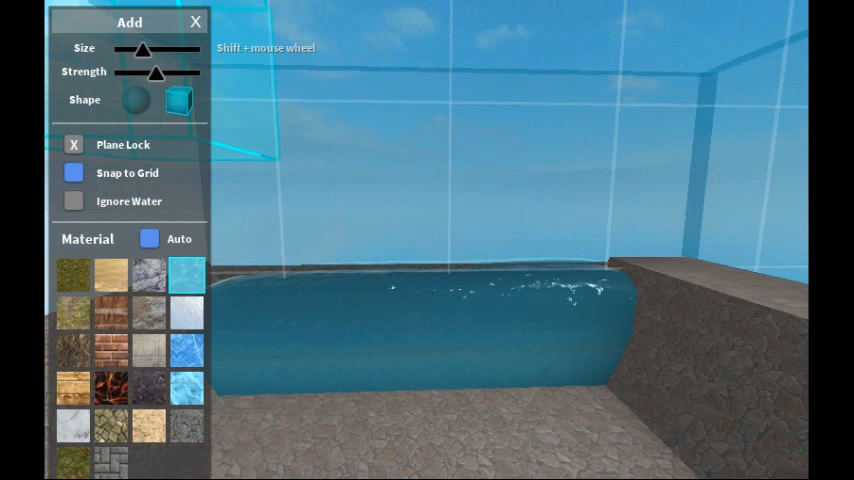 Add X
Size Shift + mouse wheel
Strength
Shape
X Plane Lock
Snap to Grid
Ignore Water
Material Auto